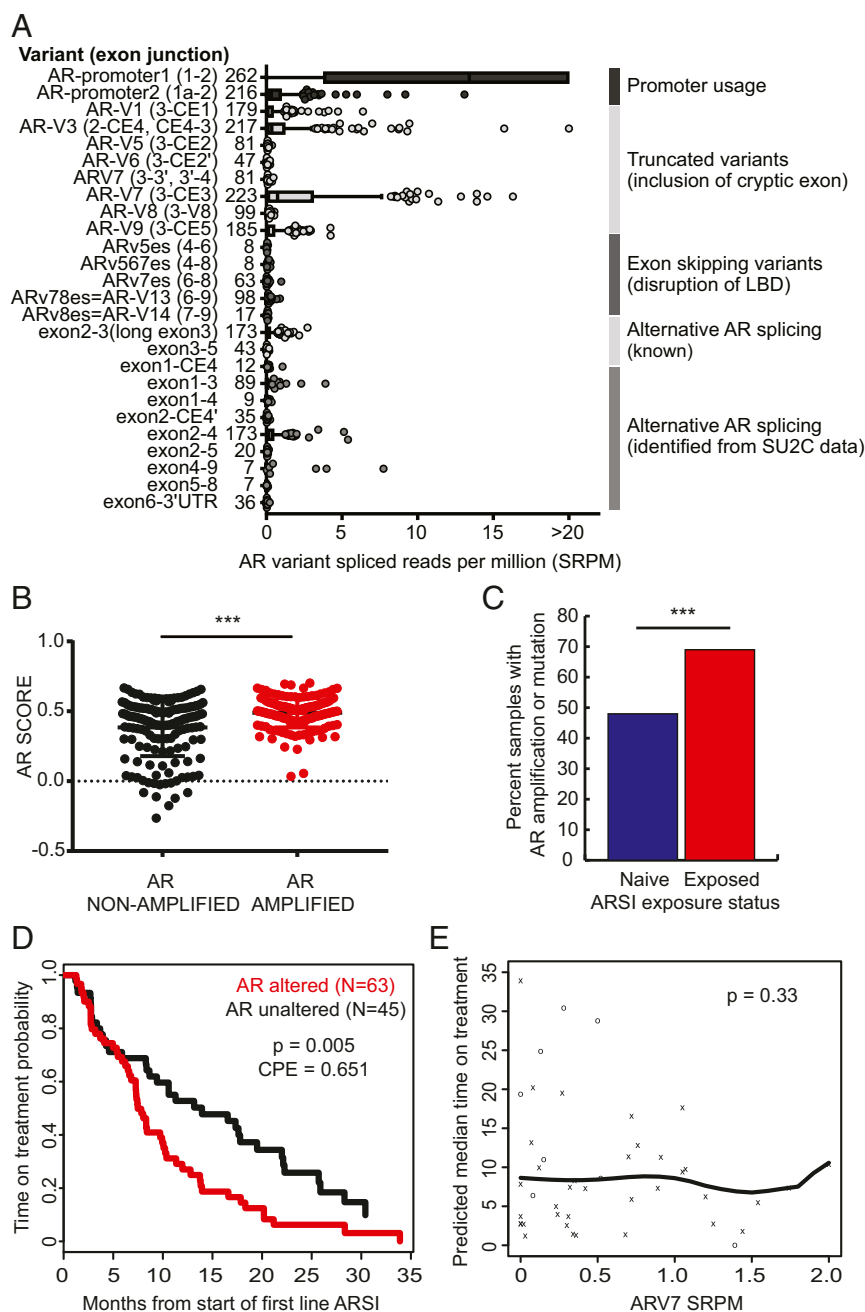 A
Variant (exon junction)
AR-promoter1 (1-2) 262
AR-promoter2 (1a-2) 216
AR-V1 (3-CE1) 179
AR-V3 (2-CE4, CE4-3) 217
AR-V5 (3-CE2) 81
AR-V6 (3-CE2') 47
ARV7 (3-3', 3'-4) 81
AR-V7 (3-CE3) 223
AR-V8 (3-V8) 99
AR-V9 (3-CE5) 185
ARv5es (4-6) 8
ARv567es (4-8) 8
ARv7es (6-8) 63
ARv78es=AR-V13 (6-9) 98
ARv8es=AR-V14 (7-9) 17
exon2-3(long exon3) 173
exon3-5 43
exon1-CE4 12
exon1-3 89
exon1-4 9
exon2-CE4' 35
exon2-4 173
exon2-5 20
exon4-9 7
exon5-8 7
exon6-3'UTR 36
0 5 10 15 >20
AR variant spliced reads per million (SRPM)
Promoter usage
Truncated variants
(inclusion of cryptic exon)
Exon skipping variants
(disruption of LBD)
Alternative AR splicing
(known)
Alternative AR splicing
(identified from SU2C data)
B
***
AR SCORE
1.0
0.5
0.0
-0.5
AR
NON-AMPLIFIED
AR
AMPLIFIED
C
***
Percent samples with
AR amplification or mutation
80
70
60
50
40
30
20
10
0
Naive Exposed
ARSI exposure status
D
Time on treatment probability
1.0
0.8
0.6
0.4
0.2
0.0
AR altered (N=63)
AR unaltered (N=45)
p = 0.005
CPE = 0.651
0 5 10 15 20 25 30 35
Months from start of first line ARSI
E
Predicted median time on treatment
35
30
25
20
15
10
5
0
p = 0.33
0.0 0.5 1.0 1.5 2.0
ARV7 SRPM